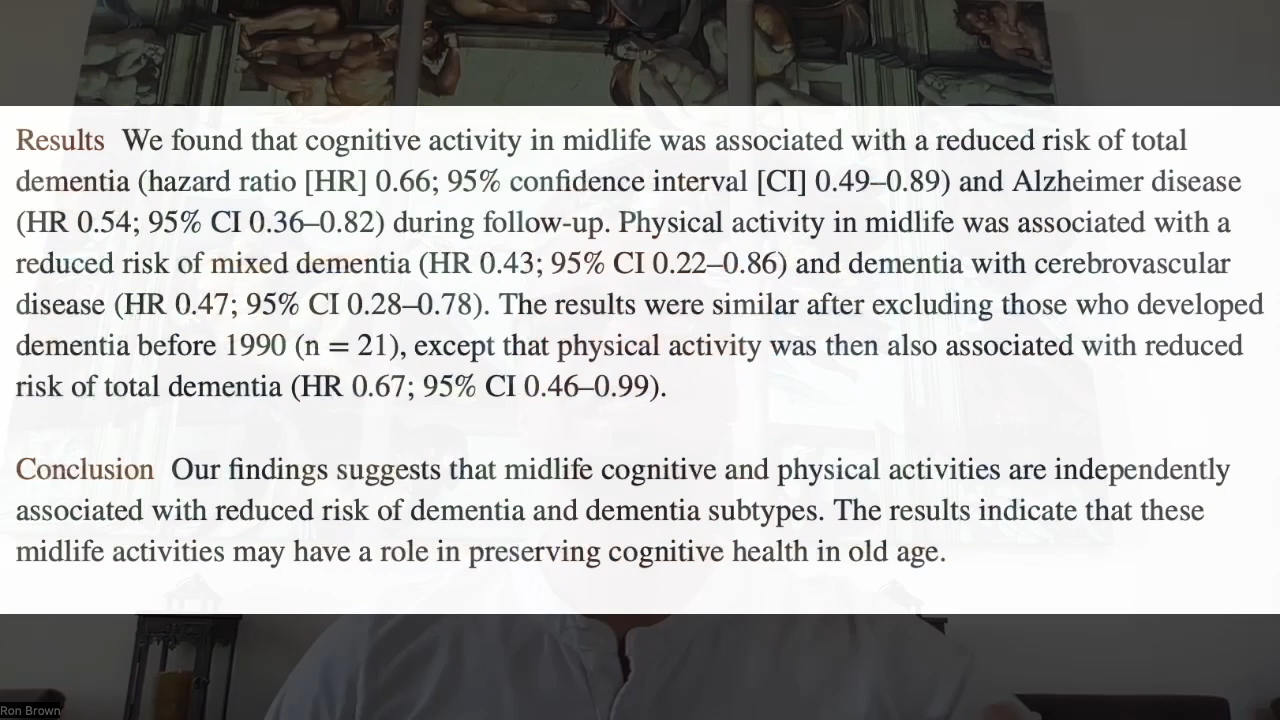 Results We found that cognitive activity in midlife was associated with a reduced risk of total
dementia (hazard ratio [HR] 0.66; 95% confidence interval [CI] 0.49–0.89) and Alzheimer disease
(HR 0.54; 95% CI 0.36–0.82) during follow-up. Physical activity in midlife was associated with a
reduced risk of mixed dementia (HR 0.43; 95% CI 0.22–0.86) and dementia with cerebrovascular
disease (HR 0.47; 95% CI 0.28–0.78). The results were similar after excluding those who developed
dementia before 1990 (n = 21), except that physical activity was then also associated with reduced
risk of total dementia (HR 0.67; 95% CI 0.46–0.99).
Conclusion Our findings suggests that midlife cognitive and physical activities are independently
associated with reduced risk of dementia and dementia subtypes. The results indicate that these
midlife activities may have a role in preserving cognitive health in old age.
Ron Brown